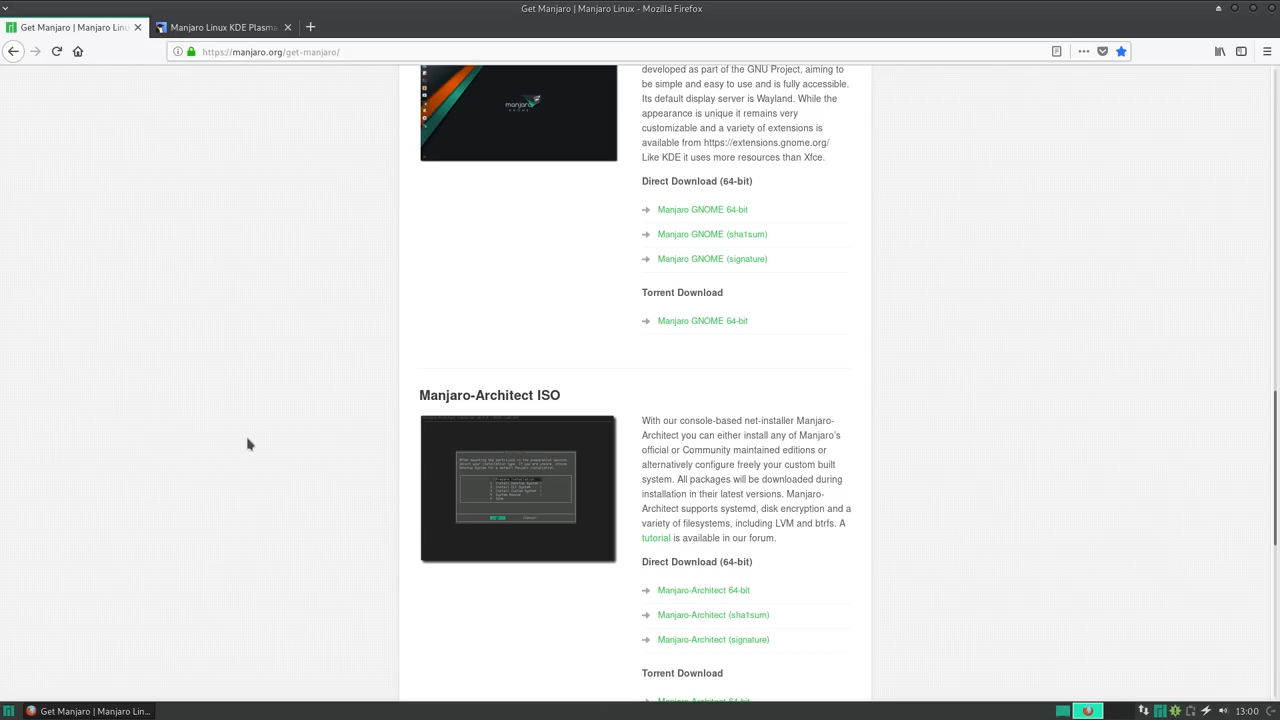 Get Manjaro | Manjaro Linux - Mozilla Firefox
Get Manjaro | Manjaro Linu
Manjaro Linux KDE Plasma
https://manjaro.org/get-manjaro/
developed as part of the GNU Project, aiming to
be simple and easy to use and is fully accessible.
Its default display server is Wayland. While the
appearance is unique it remains very
customizable and a variety of extensions is
available from https://extensions.gnome.org/
Like KDE it uses more resources than Xfce.
manjaro
GNOME
Direct Download (64-bit)
Manjaro GNOME 64-bit
Manjaro GNOME (sha1sum)
Manjaro GNOME (signature)
Torrent Download
Manjaro GNOME 64-bit
Manjaro-Architect ISO
With our console-based net-installer Manjaro-
Architect you can either install any of Manjaro's
official or Community maintained editions or
alternatively configure freely your custom built
system. All packages will be downloaded during
installation in their latest versions. Manjaro-
Architect supports systemd, disk encryption and a
variety of filesystems, including LVM and btrfs. A
tutorial is available in our forum.
Direct Download (64-bit)
Manjaro-Architect 64-bit
Manjaro-Architect (sha1sum)
Manjaro-Architect (signature)
Torrent Download
Manjaro-Architect 64-bit
Get Manjaro | Manjaro Lin...
13:00